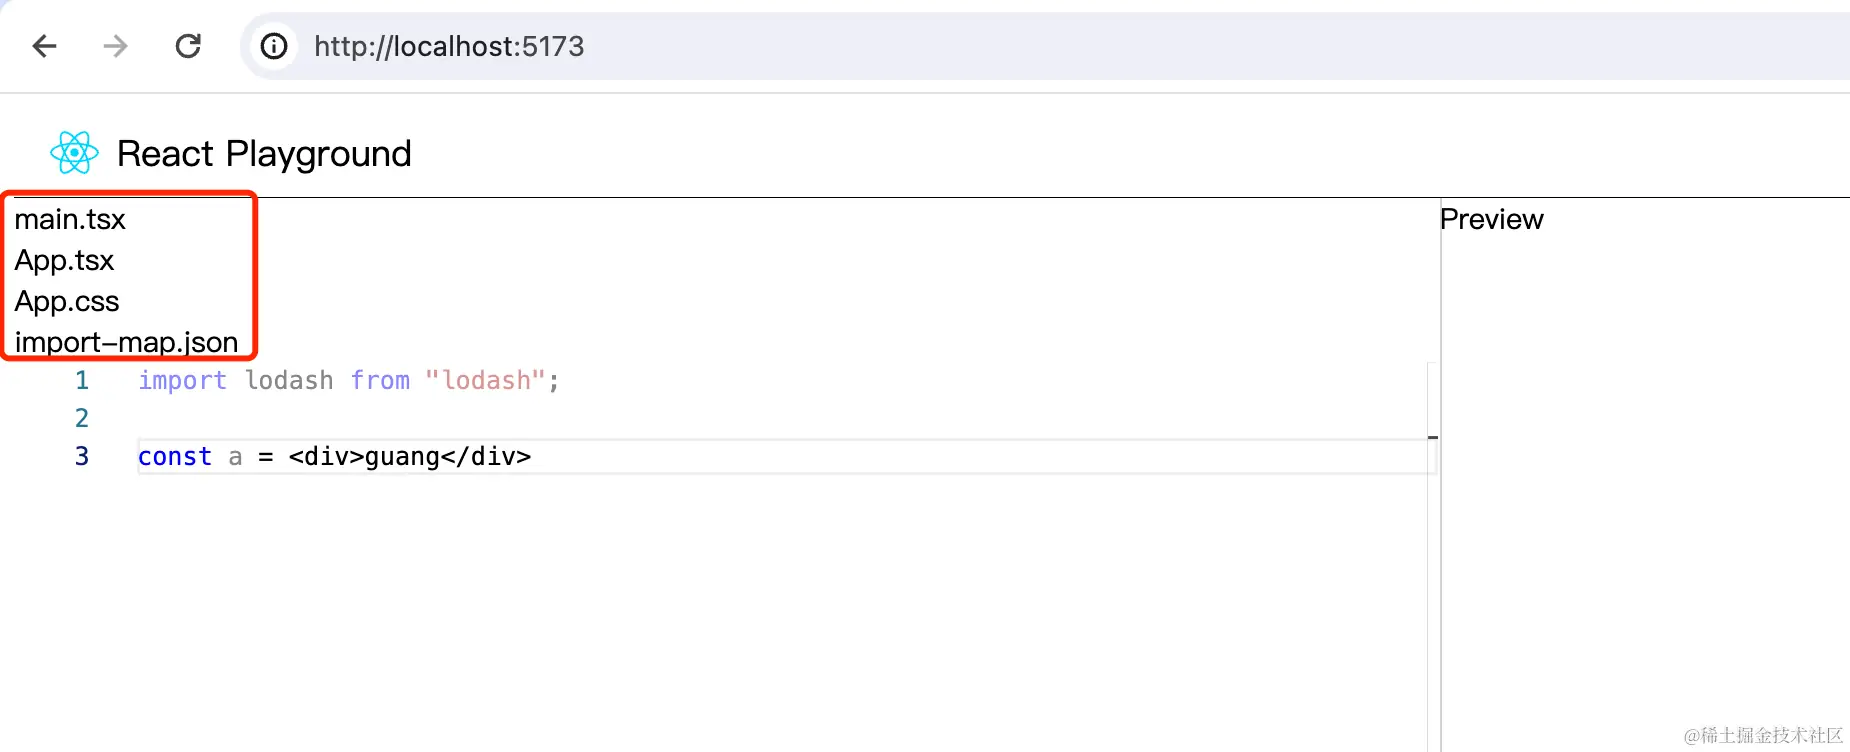 http://localhost:5173
React Playground
main.tsx
App.tsx
App.css
import-map.json
Preview
1 import lodash from "lodash";
2
3 const a = <div>guang</div>
@稀土掘金技术社区